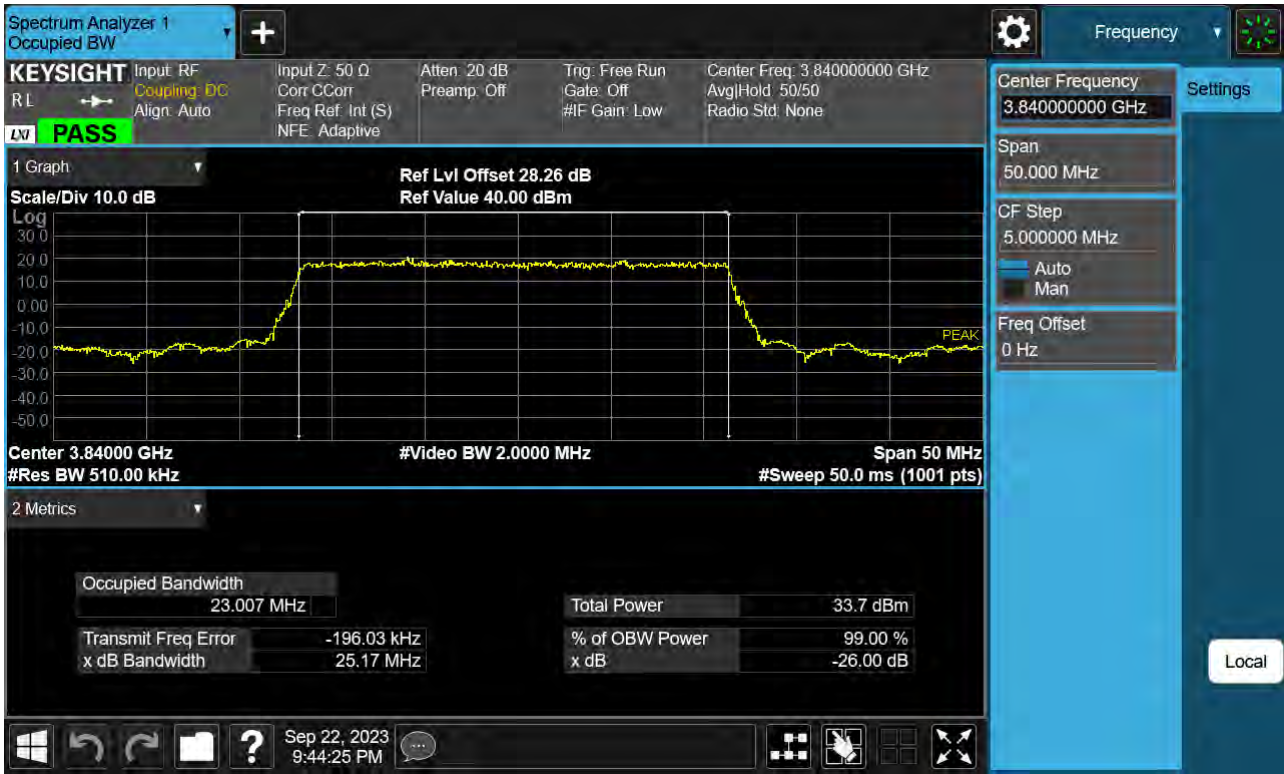 Spectrum Analyzer 1
Occupied BW
+
Frequency
KEYSIGHT
RL
LXI
PASS
Input: RF
Coupling: DC
Align: Auto
Input Z: 50 Ω
Corr CCorr
Freq Ref: Int (S)
NFE: Adaptive
Atten: 20 dB
Preamp: Off
Trig: Free Run
Gate: Off
#IF Gain: Low
Center Freq: 3.840000000 GHz
Avg|Hold: 50/50
Radio Std: None
Center Frequency
3.840000000 GHz
Span
50.000 MHz
CF Step
5.000000 MHz
Auto
Man
Freq Offset
0 Hz
Settings
Local
1 Graph
Scale/Div 10.0 dB
Ref Lvl Offset 28.26 dB
Ref Value 40.00 dBm
Log
30.0
20.0
10.0
0.00
-10.0
-20.0
-30.0
-40.0
-50.0
PEAK
Center 3.84000 GHz
#Video BW 2.0000 MHz
Span 50 MHz
#Res BW 510.00 kHz
#Sweep 50.0 ms (1001 pts)
2 Metrics
Occupied Bandwidth
23.007 MHz
Transmit Freq Error -196.03 kHz
x dB Bandwidth 25.17 MHz
Total Power 33.7 dBm
% of OBW Power 99.00 %
x dB -26.00 dB
?
Sep 22, 2023
9:44:25 PM